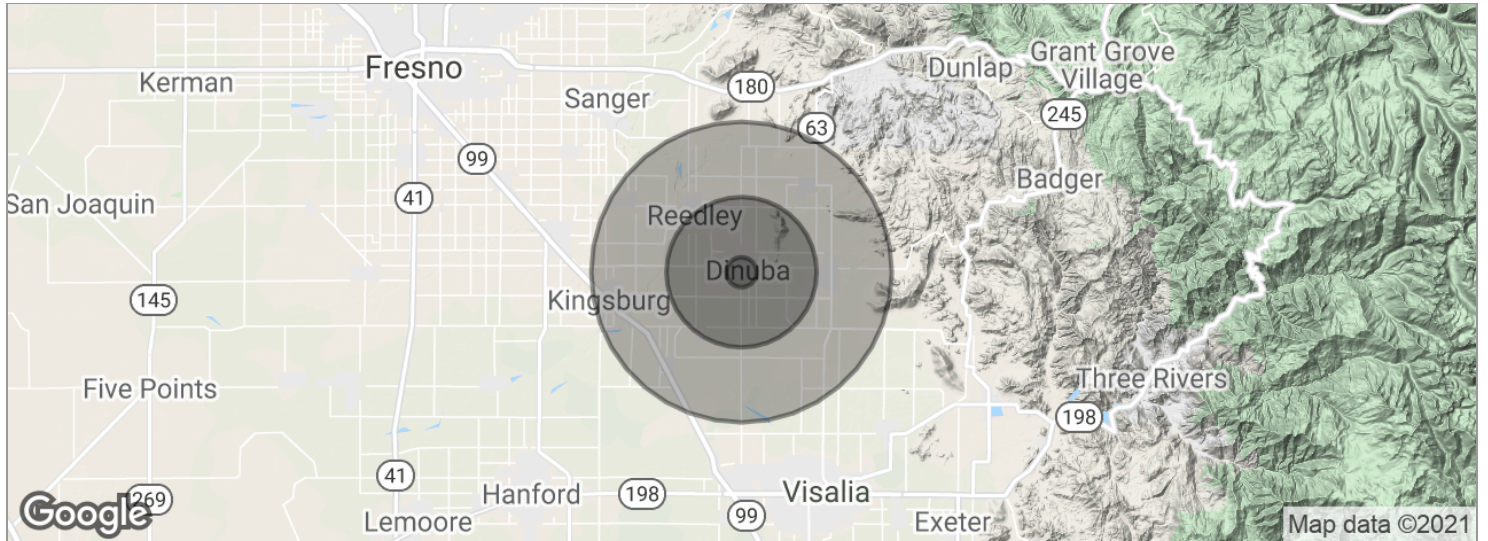 Grant Grove
Village
Fresno
Dunlap
Kerman
Sanger
180
245
63
99
Badger
41
San Joaquin
Reedley
Dinuba
145
Kingsburg
Five Points
Three Rivers
198
41
Hanford
198
Visalia
269
Google
Lemoore
99
Exeter
Map data ©2021